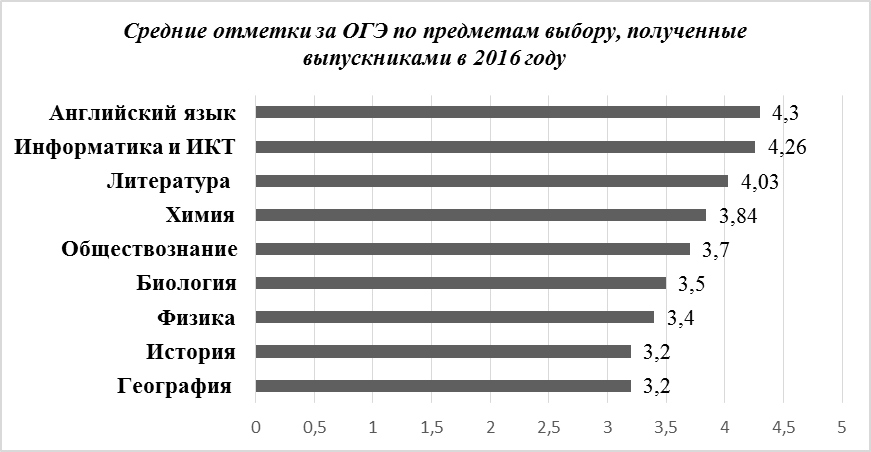 Средние отметки за ОГЭ по предметам выбору, полученные
выпускниками в 2016 году
Английский язык 4,3
Информатика и ИКТ 4,26
Литература 4,03
Химия 3,84
Обществознание 3,7
Биология 3,5
Физика 3,4
История 3,2
География 3,2
0 0,5 1 1,5 2 2,5 3 3,5 4 4,5 5